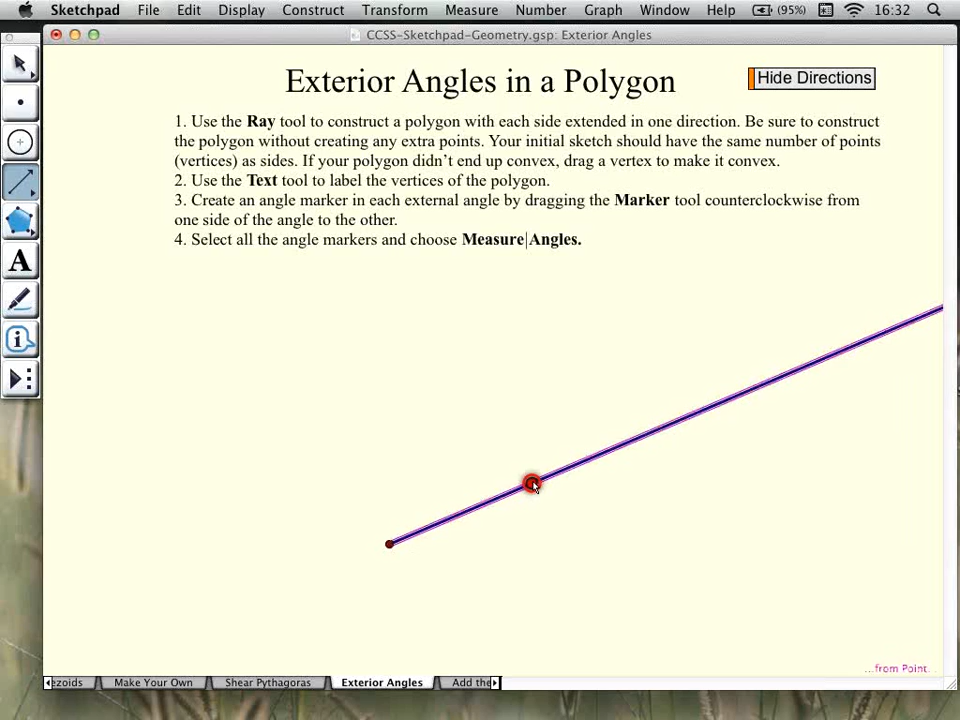 Sketchpad File Edit Display Construct Transform Measure Number Graph Window Help (95%) 16:32
CCSS-Sketchpad-Geometry.gsp: Exterior Angles
Exterior Angles in a Polygon
Hide Directions
1. Use the Ray tool to construct a polygon with each side extended in one direction. Be sure to construct
the polygon without creating any extra points. Your initial sketch should have the same number of points
(vertices) as sides. If your polygon didn't end up convex, drag a vertex to make it convex.
2. Use the Text tool to label the vertices of the polygon.
3. Create an angle marker in each external angle by dragging the Marker tool counterclockwise from
one side of the angle to the other.
4. Select all the angle markers and choose Measure|Angles.
A
...from Point.
ezoids Make Your Own Shear Pythagoras Exterior Angles Add the